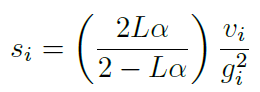 $s_i = \left( \frac{2L\alpha}{2 - L\alpha} \right) \frac{v_i}{g_i^2}$